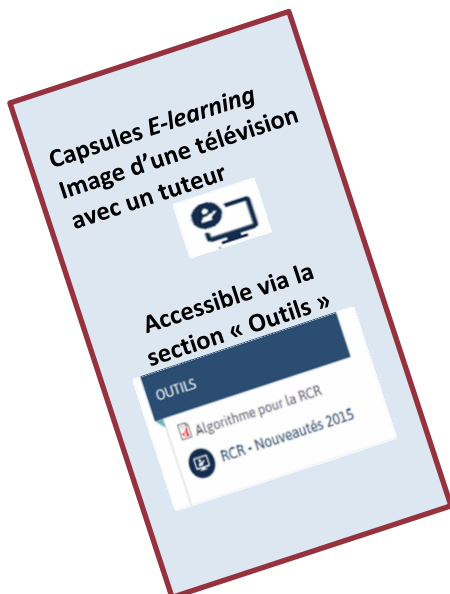 Capsules E-learning
Image d’une télévision
avec un tuteur
Accessible via la
section « Outils »
OUTILS
Algorithme pour la RCR
RCR - Nouveautés 2015